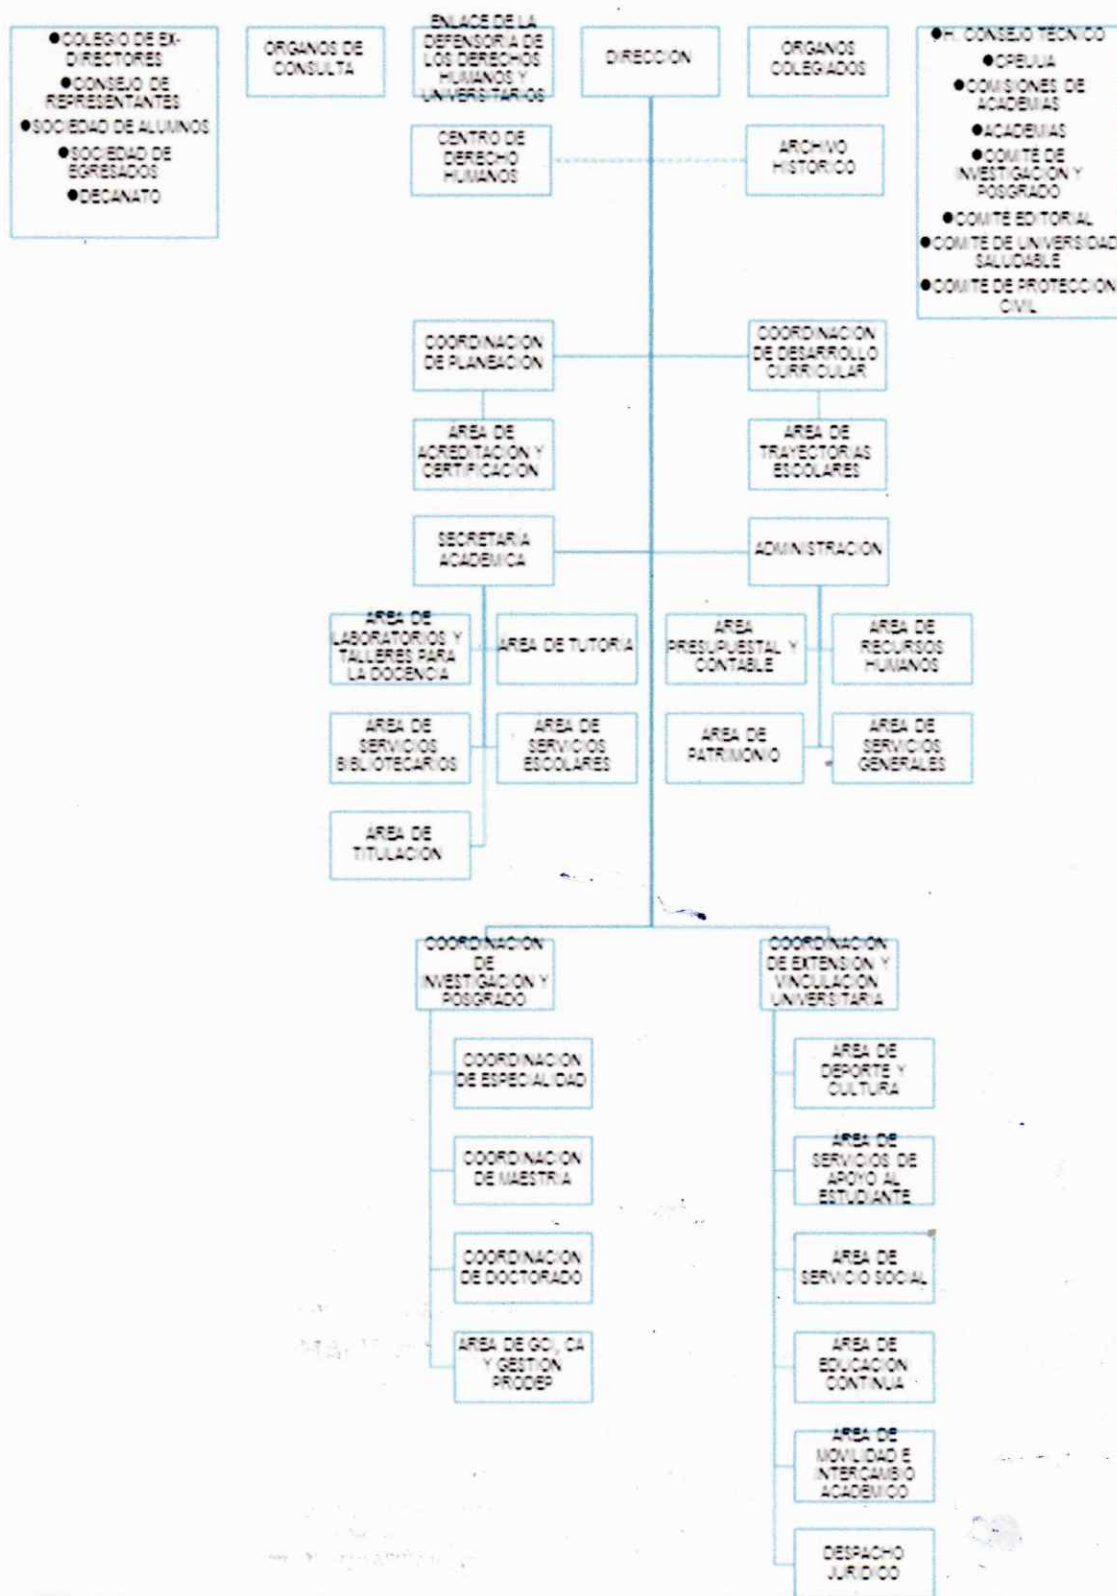 ●COLEGIO DE EX-
DIRECTORES
●CONSEJO DE
REPRESENTANTES
●SOCIEDAD DE ALUMNOS
●SOCIEDAD DE
EGRESADOS
●DECANATO
ORGANOS DE
CONSULTA
ENLACE DE LA
DEFENSORIA DE
LOS DERECHOS
HUMANOS Y
UNIVERSITARIOS
DIRECCION
ORGANOS
COLEGIADOS
●H. CONSEJO TECNICO
●CPEUJA
●COMISIONES DE
ACADEMIAS
●ACADEMIAS
●COMITE DE
INVESTIGACION Y
POSGRADO
●COMITE EDITORIAL
●COMITE DE UNIVERSIDAD
SALUDABLE
●COMITE DE PROTECCION
CIVIL
CENTRO DE
DERECHO
HUMANOS
ARCHIVO
HISTORICO
COORDINACION
DE PLANEACION
COORDINACION
DE DESARROLLO
CURRICULAR
AREA DE
ACREDITACION Y
CERTIFICACION
AREA DE
TRAYECTORIAS
ESCOLARES
SECRETARIA
ACADEMICA
ADMINISTRACION
AREA DE
LABORATORIOS Y
TALLERES PARA
LA DOCENCIA
AREA DE TUTORIA
AREA
PRESUPUESTAL Y
CONTABLE
AREA DE
RECURSOS
HUMANOS
AREA DE
SERVICIOS
BIBLIOTECARIOS
AREA DE
SERVICIOS
ESCOLARES
AREA DE
PATRIMONIO
AREA DE
SERVICIOS
GENERALES
AREA DE
TITULACION
COORDINACION
DE
INVESTIGACION Y
POSGRADO
COORDINACION
DE EXTENSION Y
VINCULACION
UNIVERSITARIA
COORDINACION
DE ESPECIALIDAD
AREA DE
DEPORTE Y
CULTURA
COORDINACION
DE MAESTRIA
AREA DE
SERVICIOS DE
APOYO AL
ESTUDIANTE
COORDINACION
DE DOCTORADO
AREA DE
SERVICIO SOCIAL
AREA DE GCI, CA
Y GESTION
PRODEP
AREA DE
EDUCACION
CONTINUA
AREA DE
MOVILIDAD E
INTERCAMBIO
ACADEMICO
DESPACHO
JURIDICO